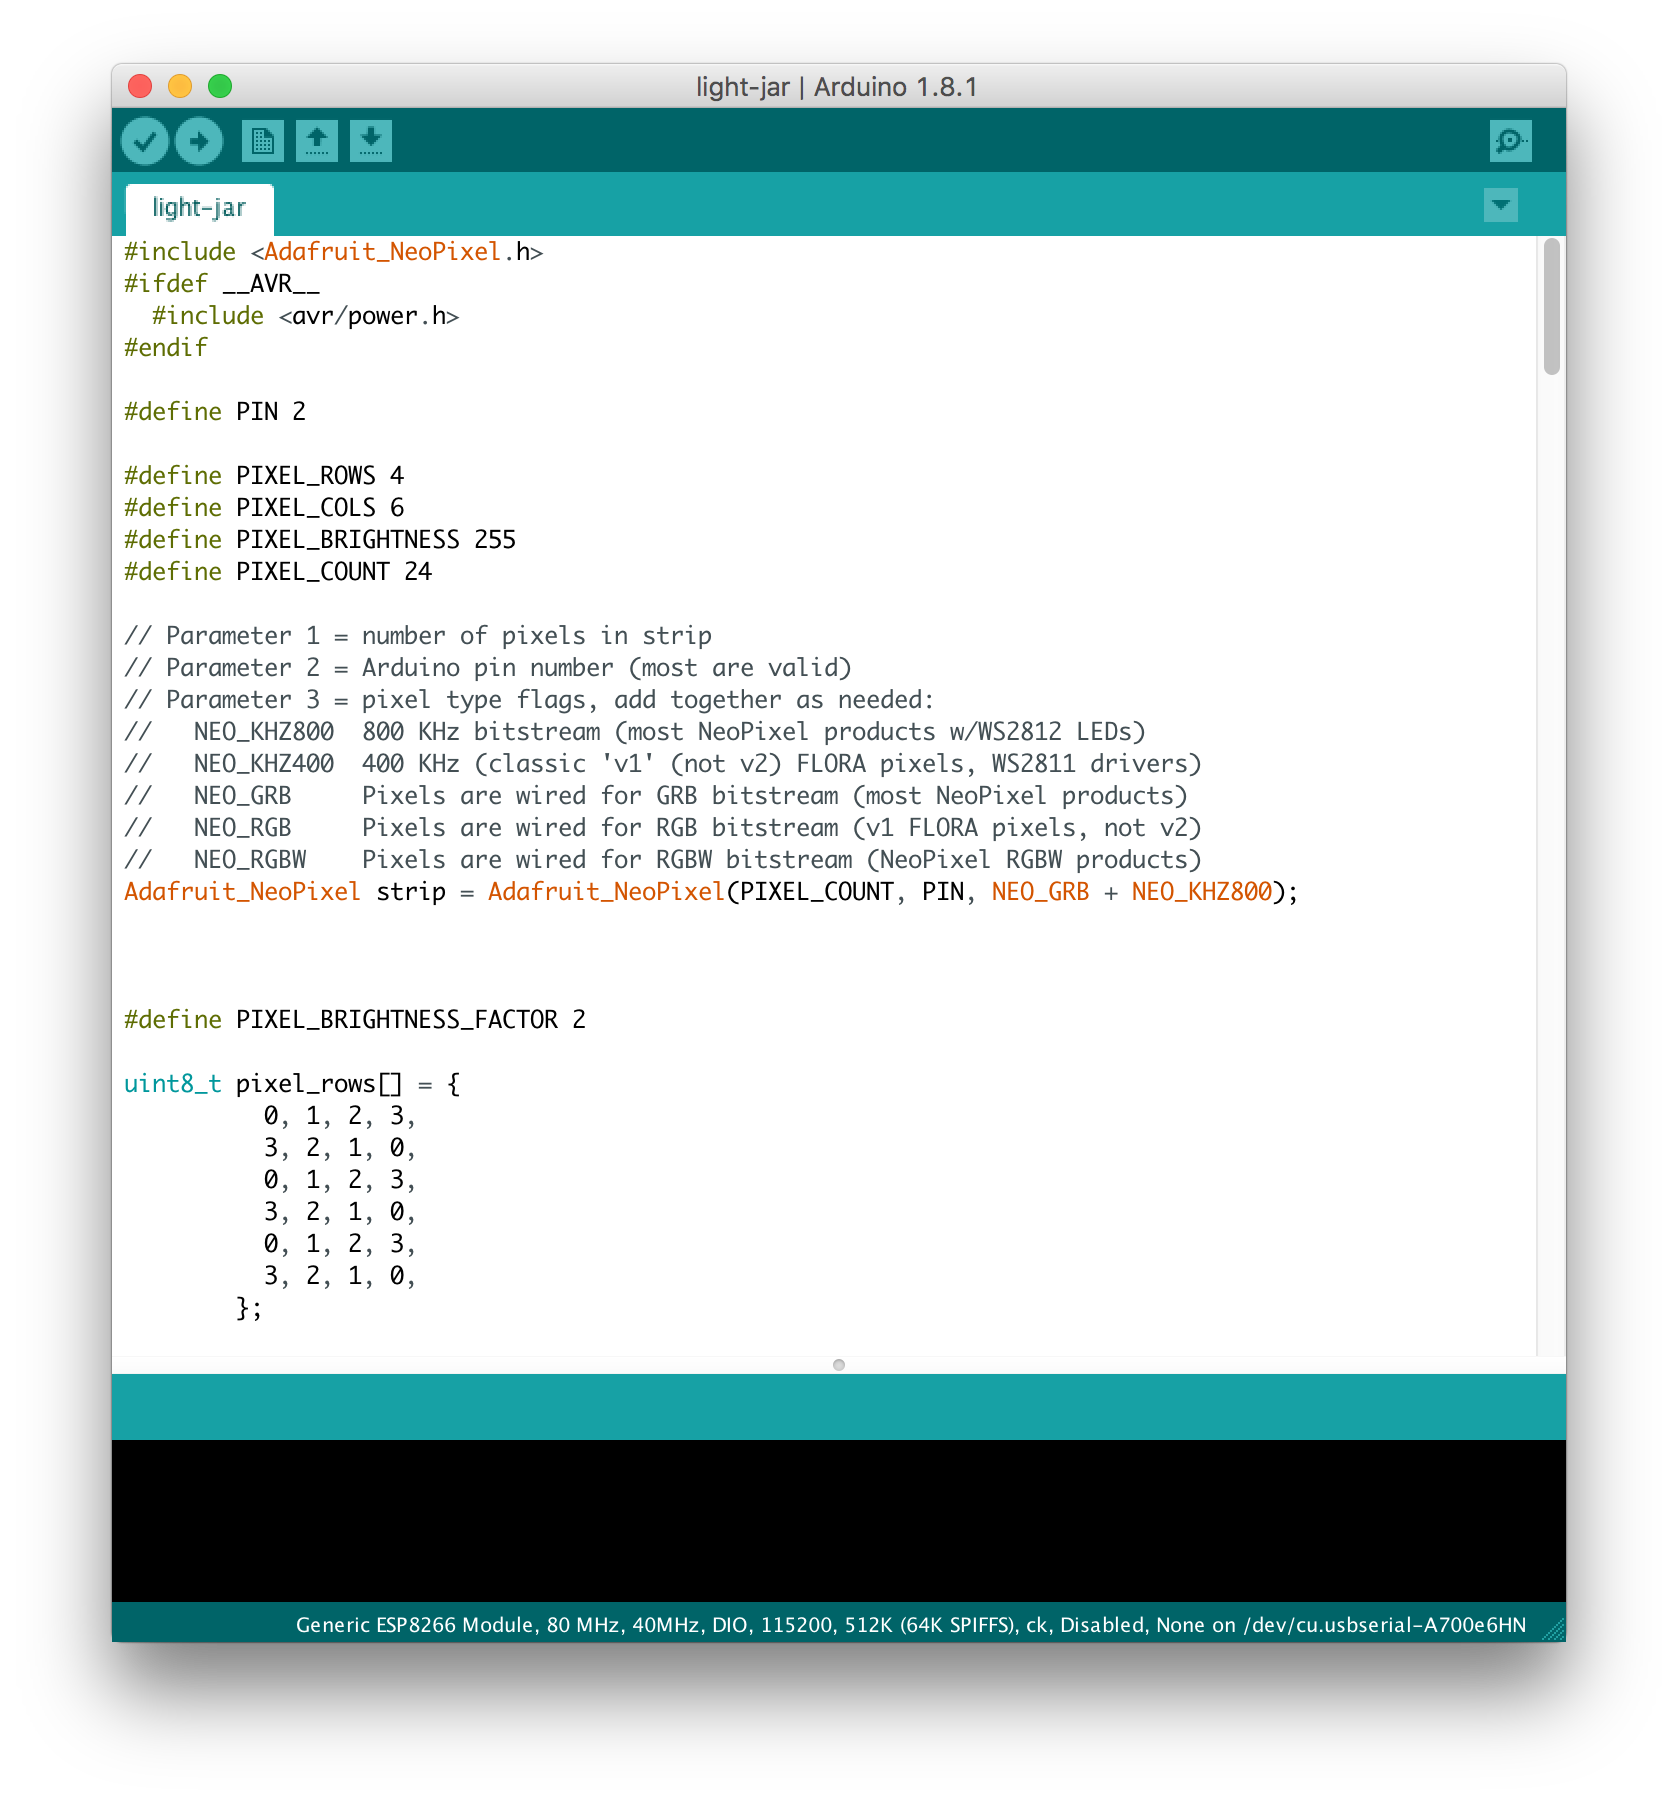 light-jar | Arduino 1.8.1
light-jar
#include <Adafruit_NeoPixel.h>
#ifdef __AVR__
  #include <avr/power.h>
#endif
#define PIN 2
#define PIXEL_ROWS 4
#define PIXEL_COLS 6
#define PIXEL_BRIGHTNESS 255
#define PIXEL_COUNT 24
// Parameter 1 = number of pixels in strip
// Parameter 2 = Arduino pin number (most are valid)
// Parameter 3 = pixel type flags, add together as needed:
//   NEO_KHZ800  800 KHz bitstream (most NeoPixel products w/WS2812 LEDs)
//   NEO_KHZ400  400 KHz (classic 'v1' (not v2) FLORA pixels, WS2811 drivers)
//   NEO_GRB     Pixels are wired for GRB bitstream (most NeoPixel products)
//   NEO_RGB     Pixels are wired for RGB bitstream (v1 FLORA pixels, not v2)
//   NEO_RGBW    Pixels are wired for RGBW bitstream (NeoPixel RGBW products)
Adafruit_NeoPixel strip = Adafruit_NeoPixel(PIXEL_COUNT, PIN, NEO_GRB + NEO_KHZ800);
#define PIXEL_BRIGHTNESS_FACTOR 2
uint8_t pixel_rows[] = {
          0, 1, 2, 3,
          3, 2, 1, 0,
          0, 1, 2, 3,
          3, 2, 1, 0,
          0, 1, 2, 3,
          3, 2, 1, 0,
        };
Generic ESP8266 Module, 80 MHz, 40MHz, DIO, 115200, 512K (64K SPIFFS), ck, Disabled, None on /dev/cu.usbserial-A700e6HN